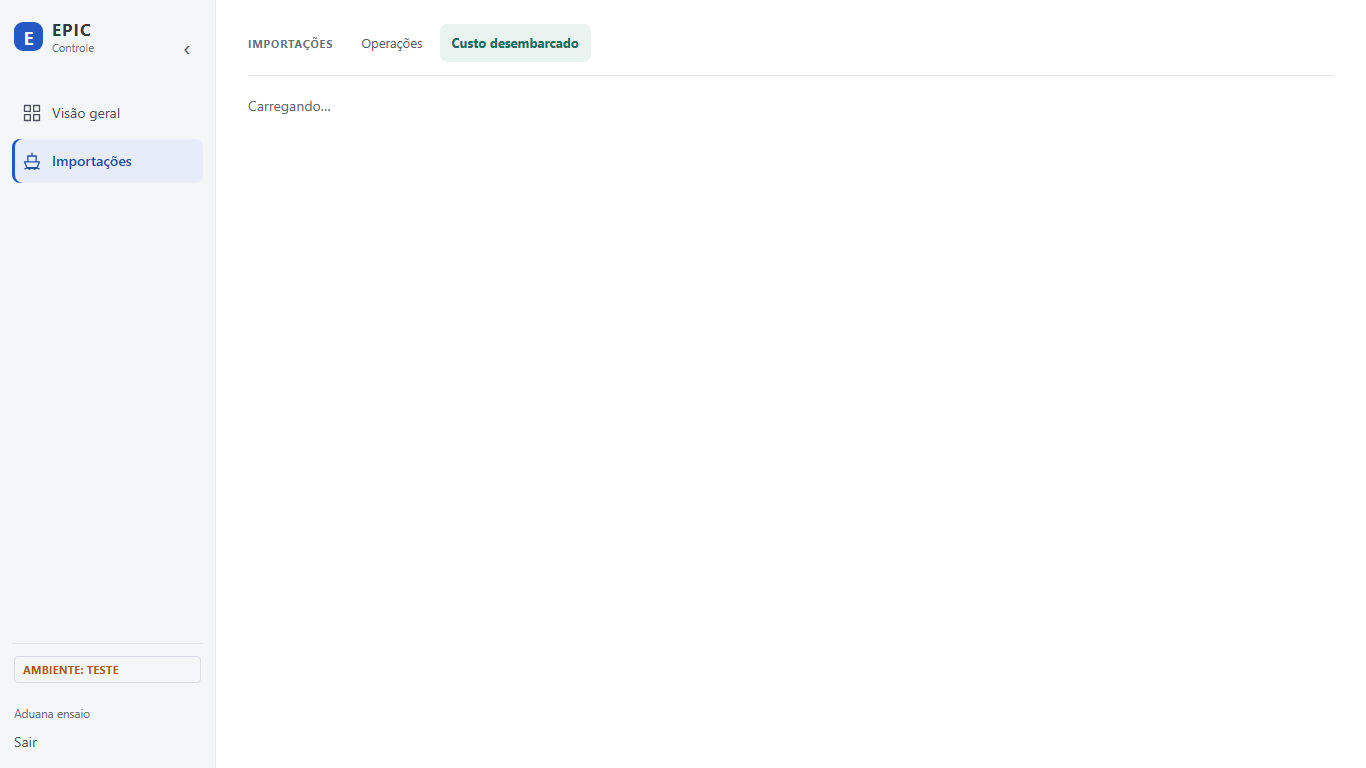 E
EPIC
Controle
Visão geral
Importações
AMBIENTE: TESTE
Aduana ensaio
Sair
IMPORTAÇÕES Operações Custo desembarcado
Carregando...